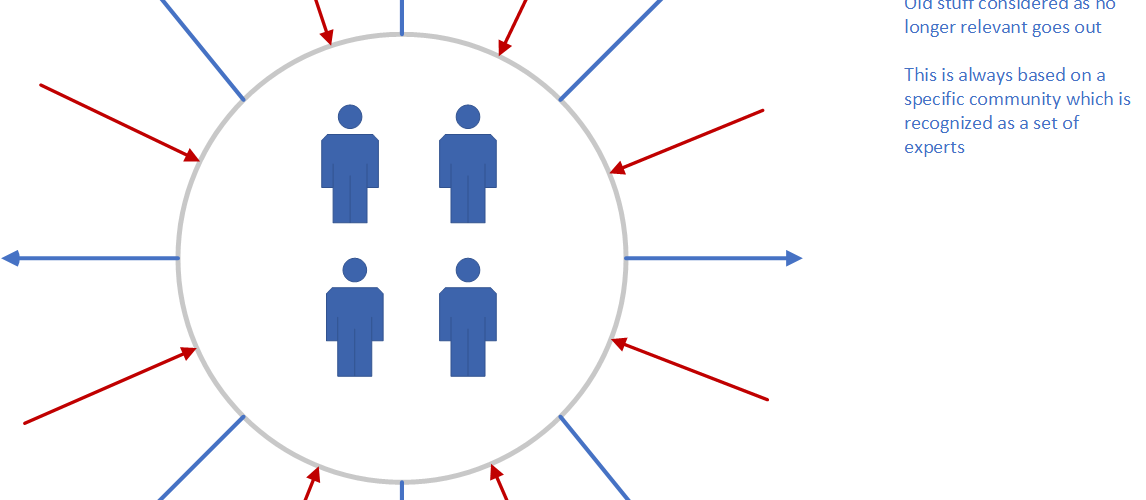 Old stuff considered as no
longer relevant goes out
This is always based on a
specific community which is
recognized as a set of
experts